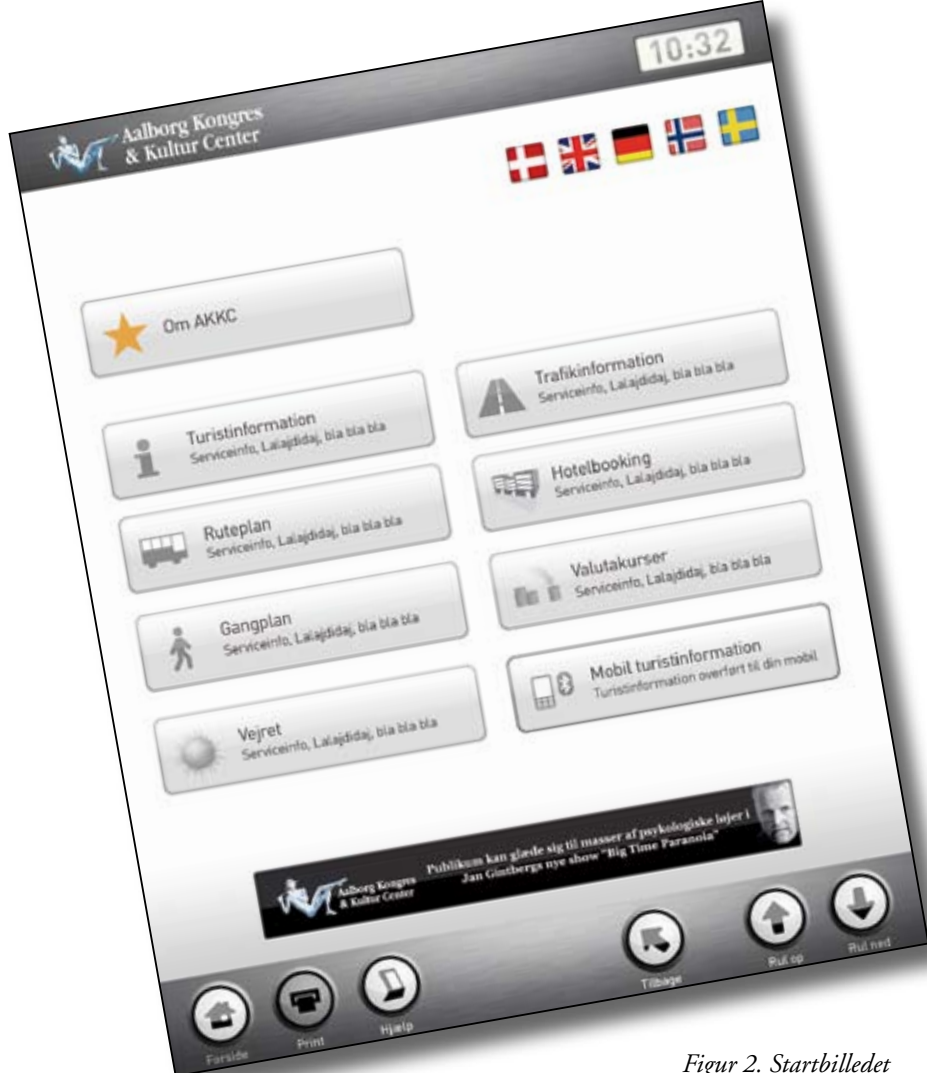 10:32
Aalborg Kongres
& Kultur Center
Om AKKC
Turistinformation
Serviceinfo, Lalajdidaj, bla bla bla
Ruteplan
Serviceinfo, Lalajdidaj, bla bla bla
Gangplan
Serviceinfo, Lalajdidaj, bla bla bla
Vejret
Serviceinfo, Lalajdidaj, bla bla bla
Trafikinformation
Serviceinfo, Lalajdidaj, bla bla bla
Hotelbooking
Serviceinfo, Lalajdidaj, bla bla bla
Valutakurser
Serviceinfo, Lalajdidaj, bla bla bla
Mobil turistinformation
Turistinformation overført til din mobil
Aalborg Kongres
& Kultur Center
Publikum kan glæde sig til masser af psykologiske løjer i
Jan Gintbergs nye show "Big Time Paranoia"
Forside
Print
Hjælp
Tilbage
Rul op
Rul ned
Figur 2. Startbilledet